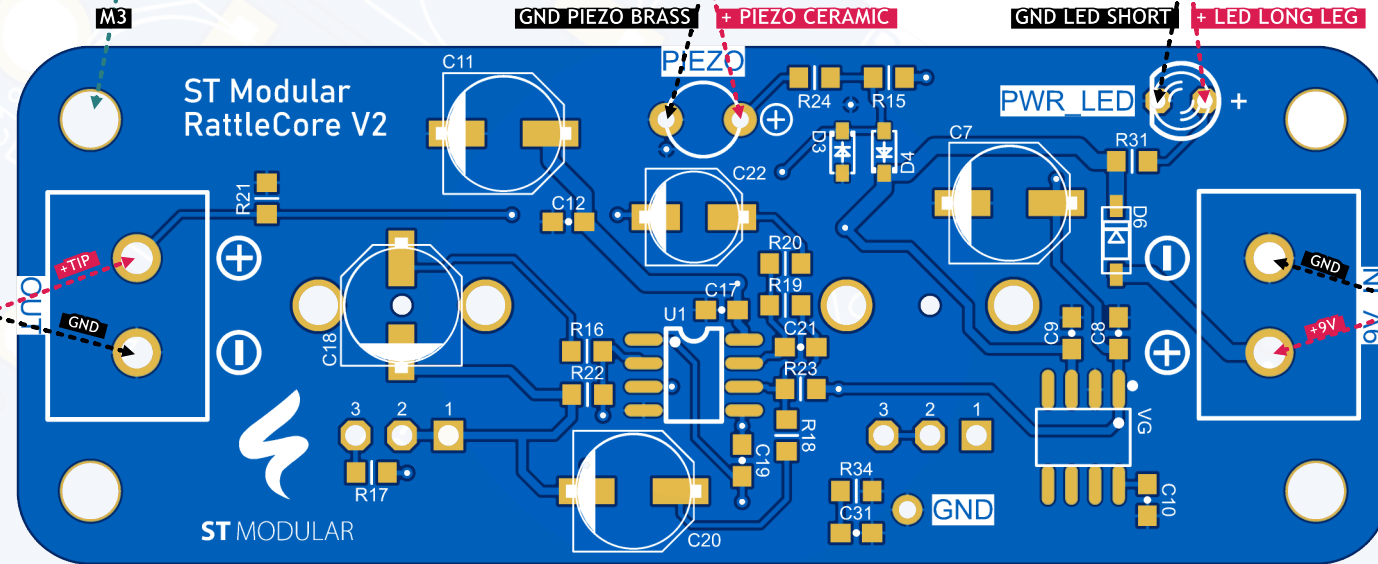 M3
GND PIEZO BRASS
+ PIEZO CERAMIC
GND LED SHORT
+ LED LONG LEG
ST Modular
RattleCore V2
C11
PIEZO
R24
R15
PWR_LED
+
D3
D4
C7
R31
R21
C12
C22
D6
+TIP
OUT
GND
+
-
C18
R20
R19
C17
U1
C21
R16
R22
R23
R18
C19
C9
C8
-
+
GND
+9V
3 2 1
R17
3 2 1
VG
R34
C31
GND
C10
C20
ST MODULAR